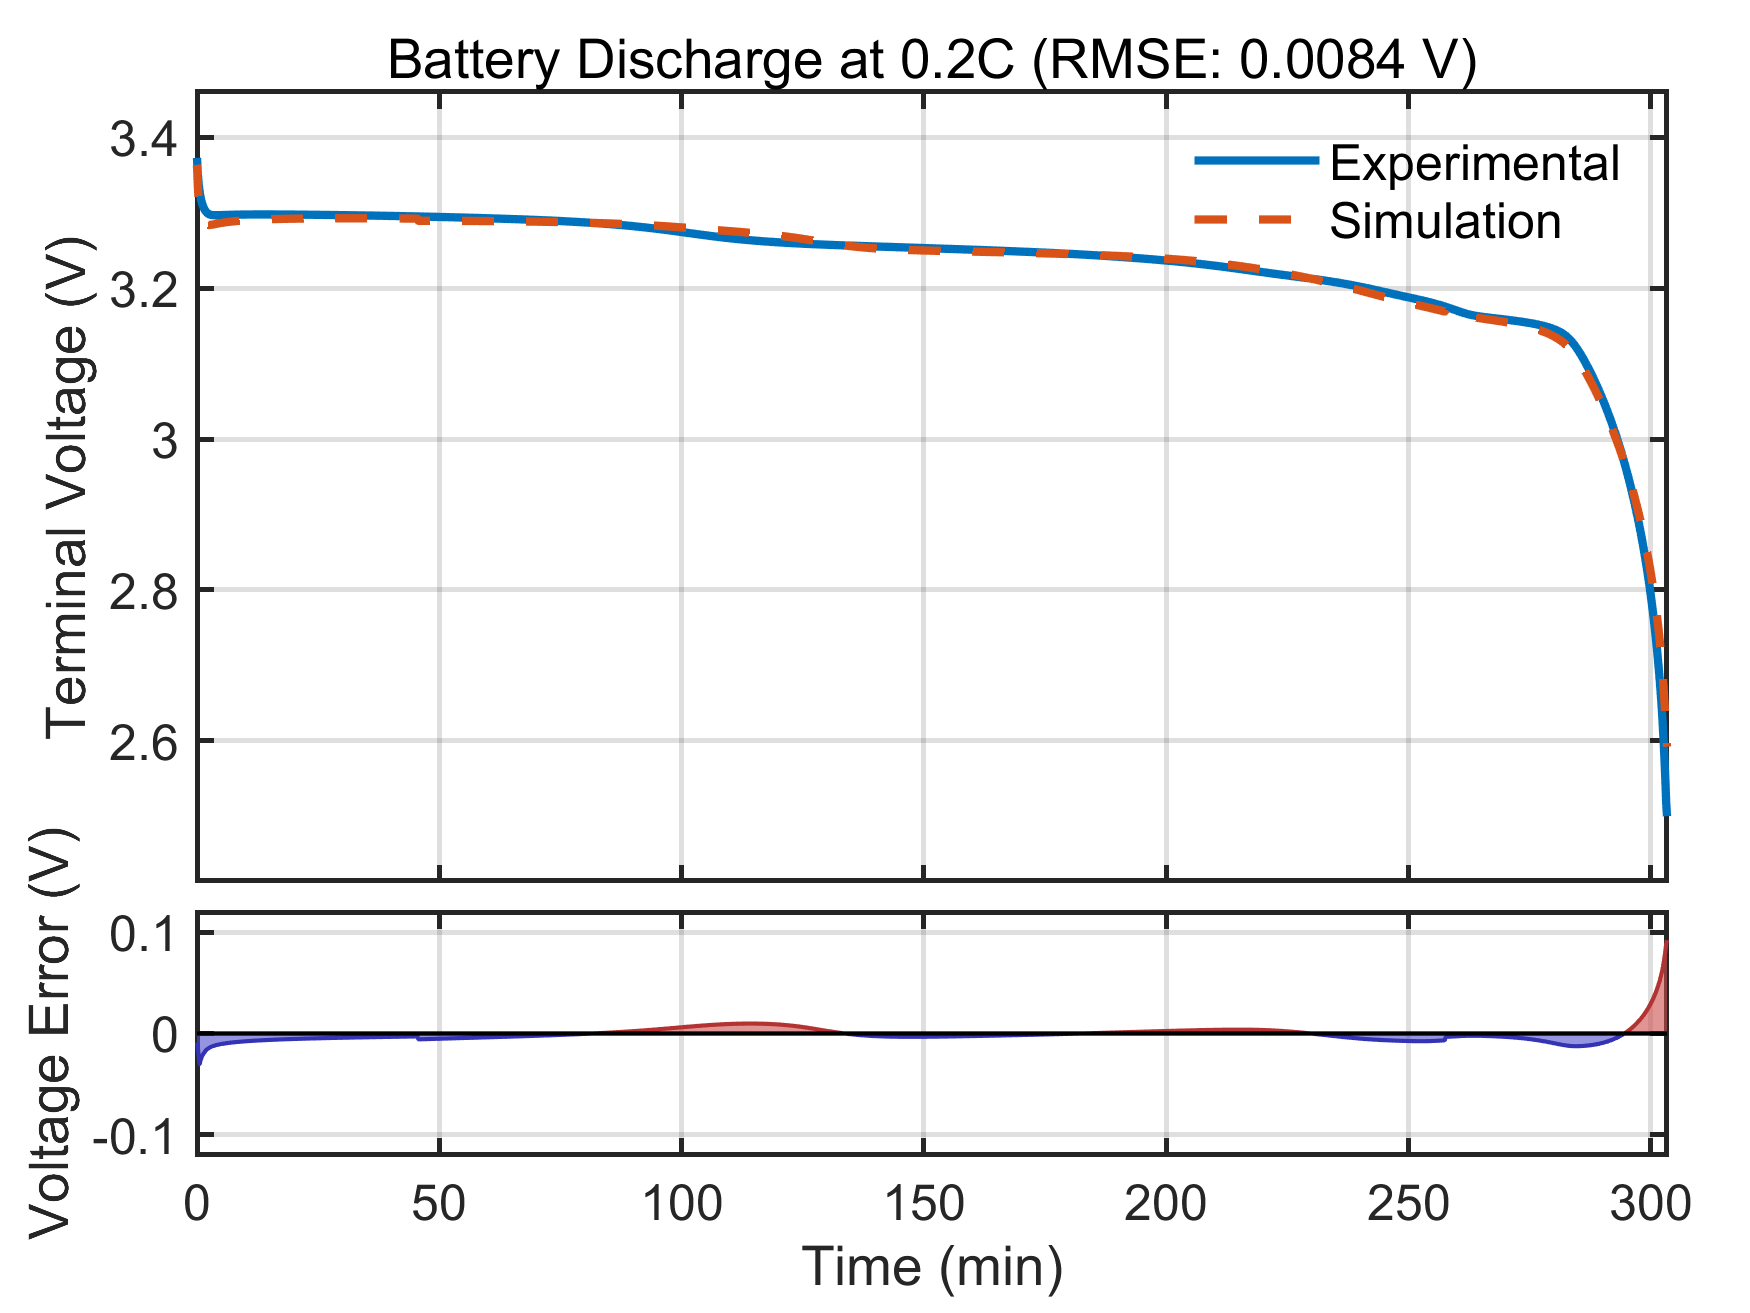 Battery Discharge at 0.2C (RMSE: 0.0084 V)
Terminal Voltage (V)
3.4
3.2
3
2.8
2.6
Experimental
Simulation
Voltage Error (V)
0.1
0
-0.1
0 50 100 150 200 250 300
Time (min)